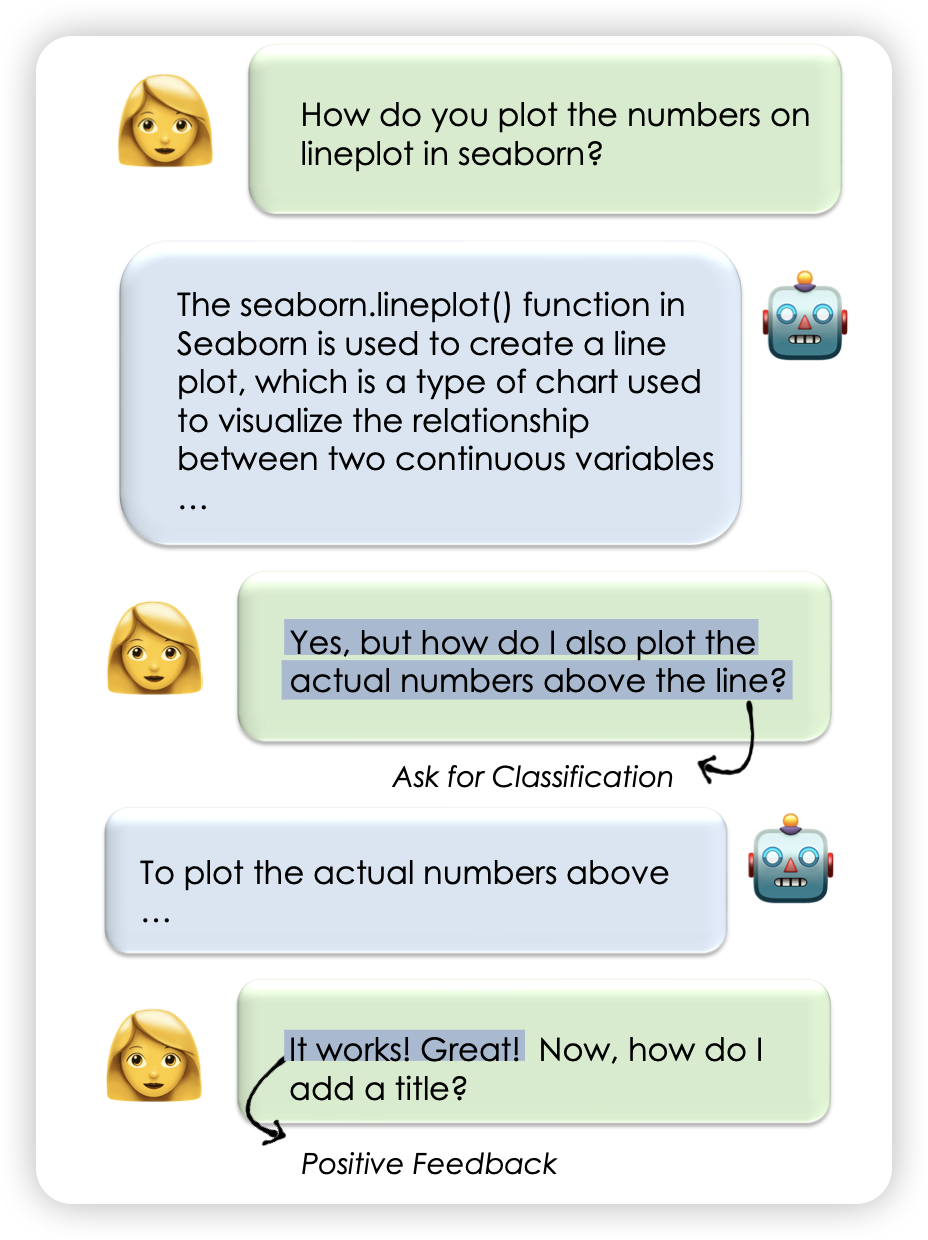 How do you plot the numbers on
lineplot in seaborn?
The seaborn.lineplot() function in
Seaborn is used to create a line
plot, which is a type of chart used
to visualize the relationship
between two continuous variables
…
Yes, but how do I also plot the
actual numbers above the line?
Ask for Classification
To plot the actual numbers above
…
It works! Great! Now, how do I
add a title?
Positive Feedback